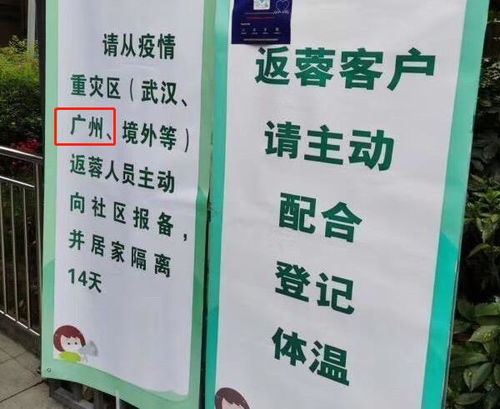 请从疫情
重灾区（武汉、
广州、境外等）
返蓉人员主动
向社区报备，
并居家隔离
14天
返蓉客户
请主动
配合
登记
体温